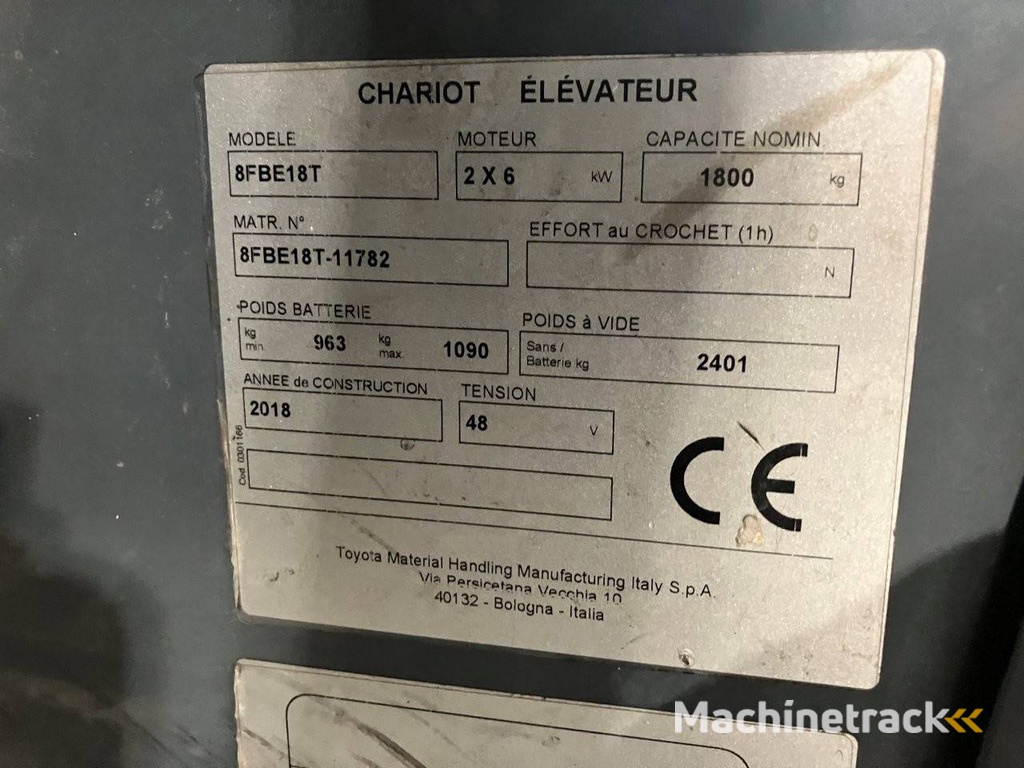 CHARIOT ÉLÉVATEUR
MODELE MOTEUR CAPACITE NOMIN.
8FBE18T 2 X 6 kW 1800 kg
MATR. N° EFFORT au CROCHET (1h)
8FBE18T-11782 N
POIDS BATTERIE POIDS à VIDE
kg min. 963 kg max. 1090 Sans / Batterie kg 2401
ANNEE de CONSTRUCTION TENSION
2018 48 V
Cod. 0301166
CE
Toyota Material Handling Manufacturing Italy S.p.A.
Via Persicetana Vecchia 10
40132 - Bologna - Italia
Machinetrack